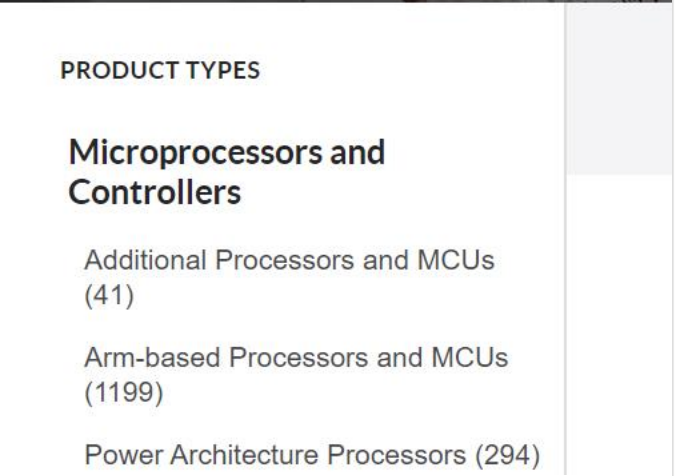 PRODUCT TYPES
Microprocessors and
Controllers
Additional Processors and MCUs
(41)
Arm-based Processors and MCUs
(1199)
Power Architecture Processors (294)